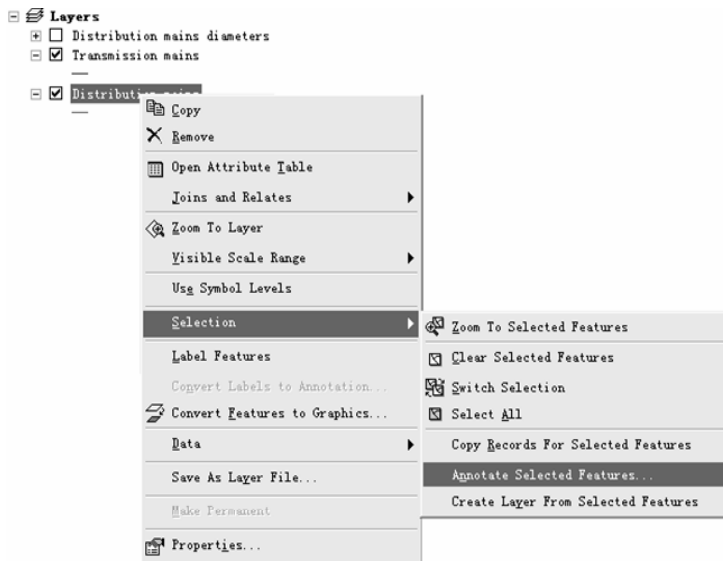 Layers
Distribution mains diameters
Transmission mains
Distribution mains
Copy
Remove
Open Attribute Table
Joins and Relates
Zoom To Layer
Visible Scale Range
Use Symbol Levels
Selection
Label Features
Convert Labels to Annotation...
Convert Features to Graphics...
Data
Save As Layer File...
Make Permanent
Properties...
Zoom To Selected Features
Clear Selected Features
Switch Selection
Select All
Copy Records For Selected Features
Annotate Selected Features...
Create Layer From Selected Features